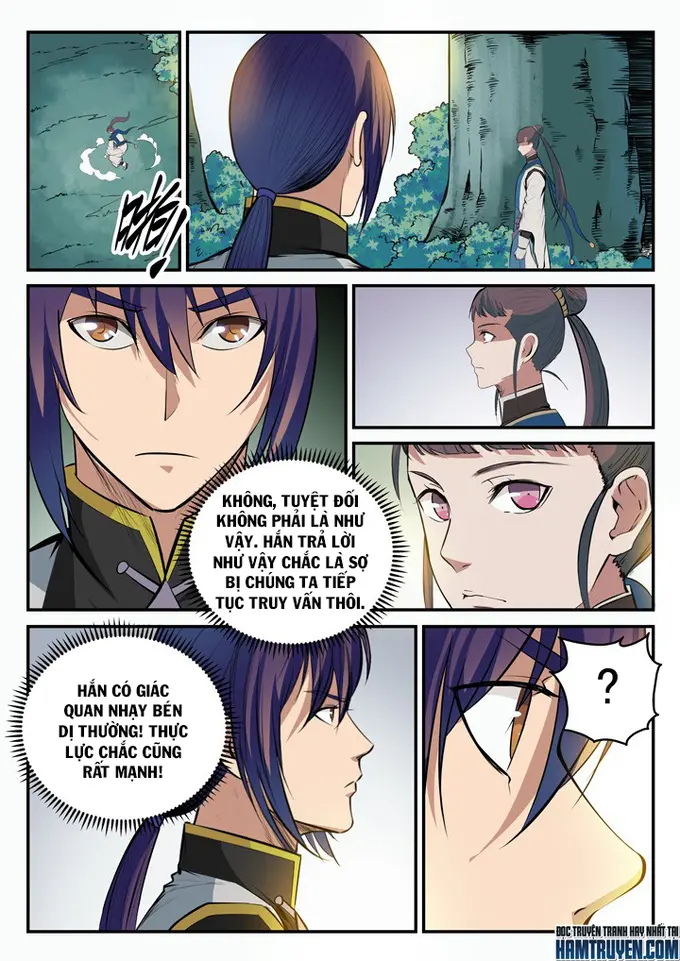 KHÔNG, TUYỆT ĐỐI
KHÔNG PHẢI LÀ NHƯ
VẬY. HẮN TRẢ LỜI
NHƯ VẬY CHẮC LÀ SỢ
BỊ CHÚNG TA TIẾP
TỤC TRUY VẤN THÔI.
HẮN CÓ GIÁC
QUAN NHẠY BÉN
DỊ THƯỜNG! THỰC
LỰC CHẮC CŨNG
RẤT MẠNH!
?
ĐỌC TRUYỆN TRANH HAY NHẤT TẠI
HAMTRUYEN.COM